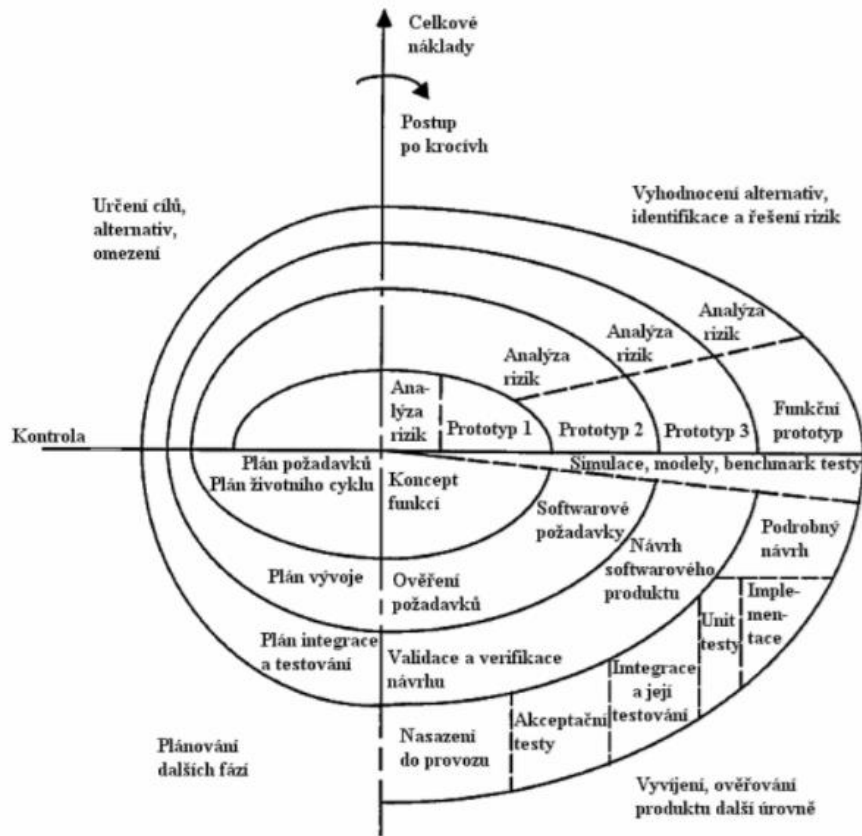 Celkové
náklady
Postup
po krocívh
Určení cílů,
alternativ,
omezení
Vyhodnocení alternativ,
identifikace a řešení rizik
Analýza
rizik
Analýza
rizik
Analýza
rizik
Ana-
lýza
rizik
Prototyp 1
Prototyp 2
Prototyp 3
Funkční
prototyp
Kontrola
Plán požadavků
Plán životního cyklu
Koncept
funkcí
Simulace, modely, benchmark testy
Softwarové
požadavky
Návrh
softwarového
produktu
Podrobný
návrh
Plán vývoje
Ověření
požadavků
Unit
testy
Imple-
men-
tace
Plán integrace
a testování
Validace a verifikace
návrhu
Imtegrace
a její
testování
Akceptační
testy
Nasazení
do provozu
Plánování
dalších fází
Vyvíjení, ověřování
produktu další úrovně